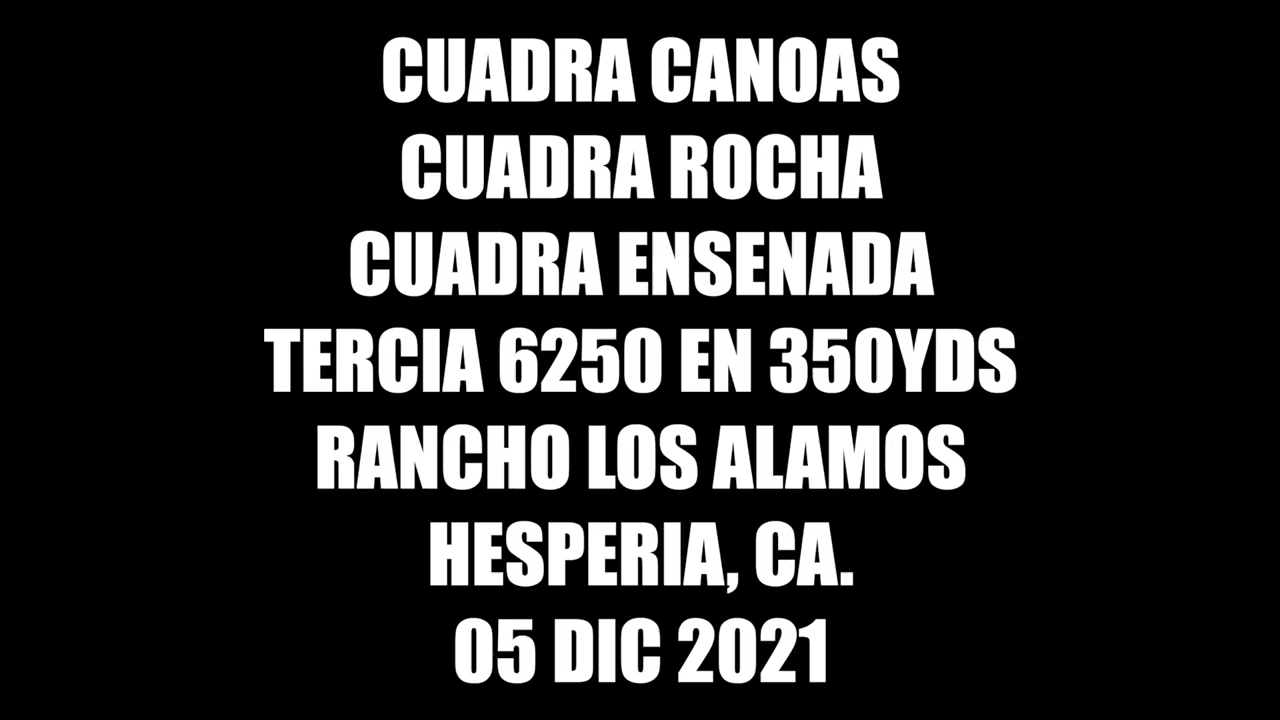 CUADRA CANOAS
CUADRA ROCHA
CUADRA ENSENADA
TERCIA 6250 EN 350YDS
RANCHO LOS ALAMOS
HESPERIA, CA.
05 DIC 2021